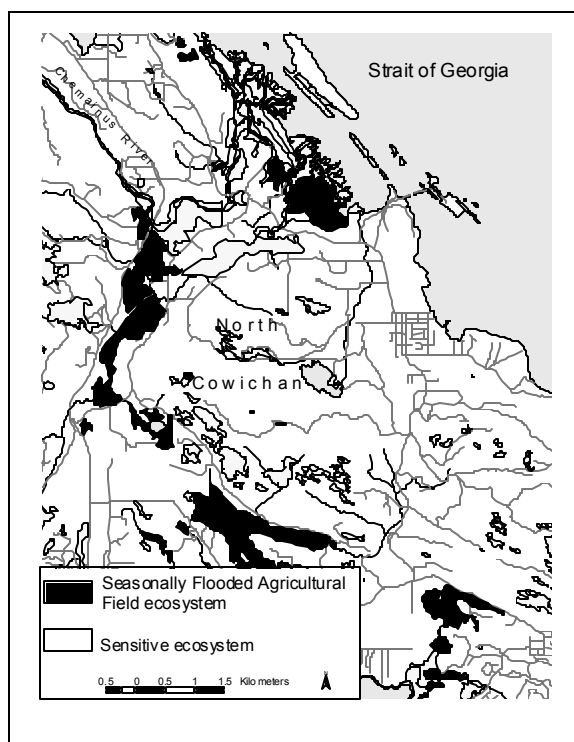 Strait of Georgia
Chemainus River
North
Cowichan
Seasonally Flooded Agricultural
Field ecosystem
Sensitive ecosystem
0.5 0 0.5 1 1.5 Kilometers